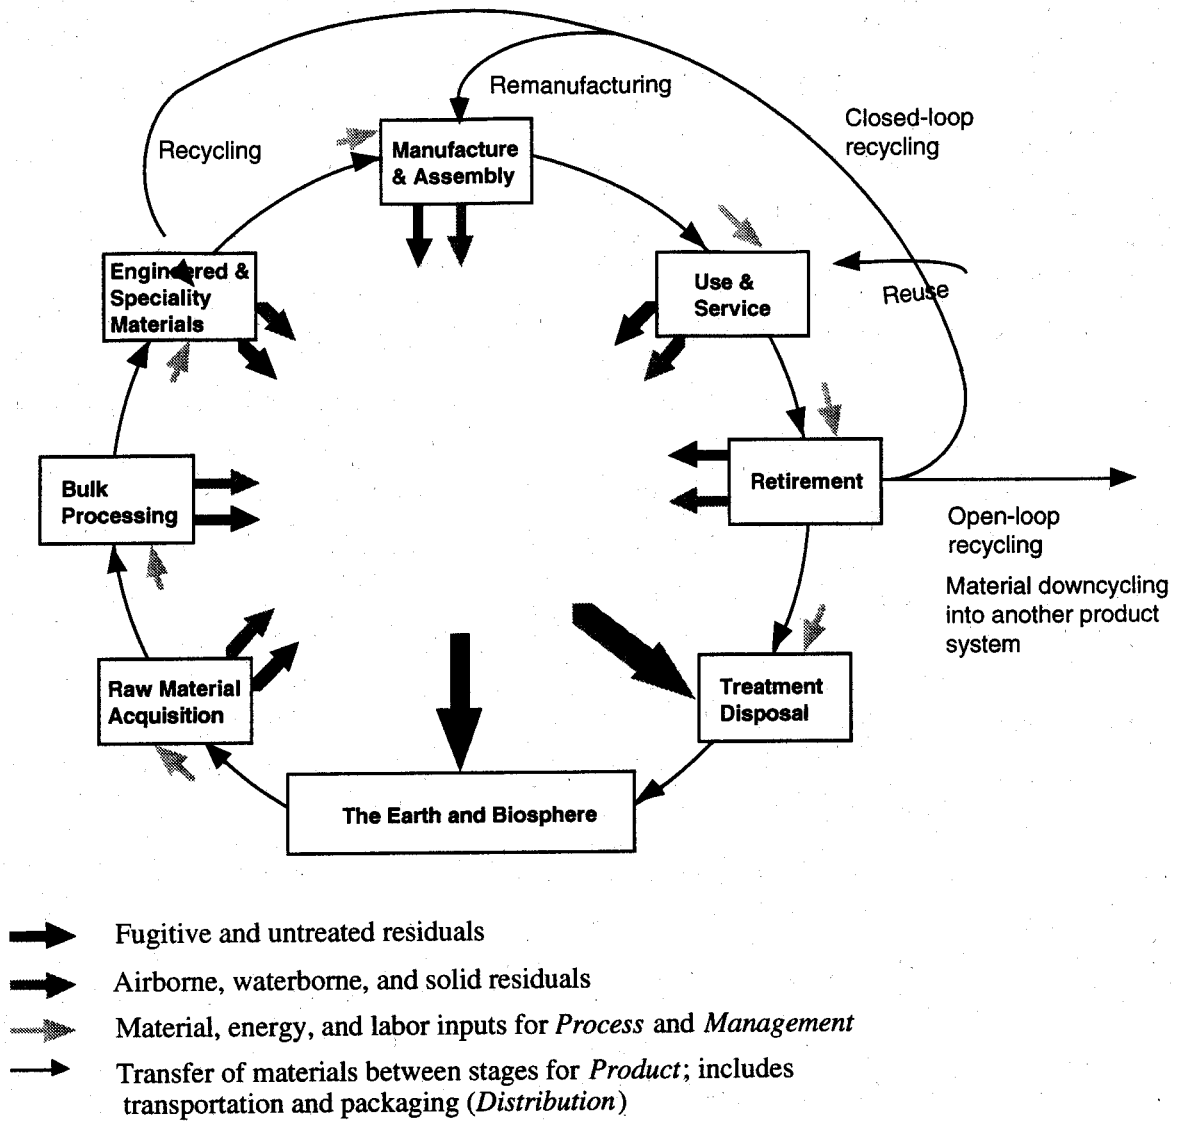 Remanufacturing
Closed-loop
recycling
Recycling
Manufacture
& Assembly
Engineered &
Speciality
Materials
Use &
Service
Reuse
Bulk
Processing
Retirement
Open-loop
recycling
Material downcycling
into another product
system
Raw Material
Acquisition
Treatment
Disposal
The Earth and Biosphere
Fugitive and untreated residuals
Airborne, waterborne, and solid residuals
Material, energy, and labor inputs for Process and Management
Transfer of materials between stages for Product; includes
transportation and packaging (Distribution)